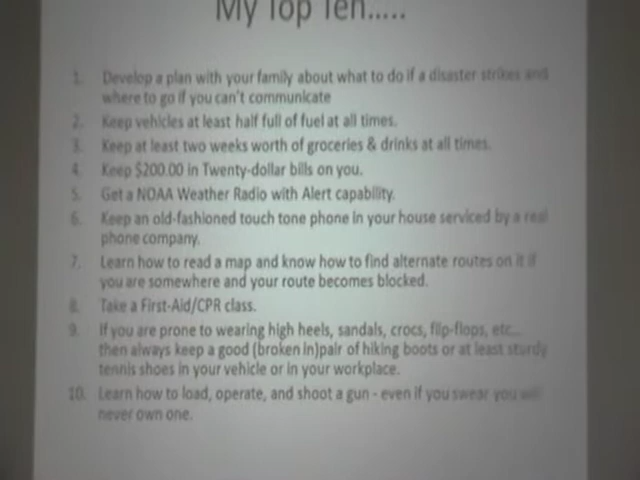 My Top Ten.....
1. Develop a plan with your family about what to do if a disaster strikes and
where to go if you can't communicate
2. Keep vehicles at least half full of fuel at all times.
3. Keep at least two weeks worth of groceries & drinks at all times.
4. Keep $200.00 in Twenty-dollar bills on you.
5. Get a NOAA Weather Radio with Alert capability.
6. Keep an old-fashioned touch tone phone in your house serviced by a real
phone company.
7. Learn how to read a map and know how to find alternate routes on it if
you are somewhere and your route becomes blocked.
8. Take a First-Aid/CPR class.
9. If you are prone to wearing high heels, sandals, crocs, flip-flops, etc...
then always keep a good (broken in)pair of hiking boots or at least sturdy
tennis shoes in your vehicle or in your workplace.
10. Learn how to load, operate, and shoot a gun - even if you swear you will
never own one.